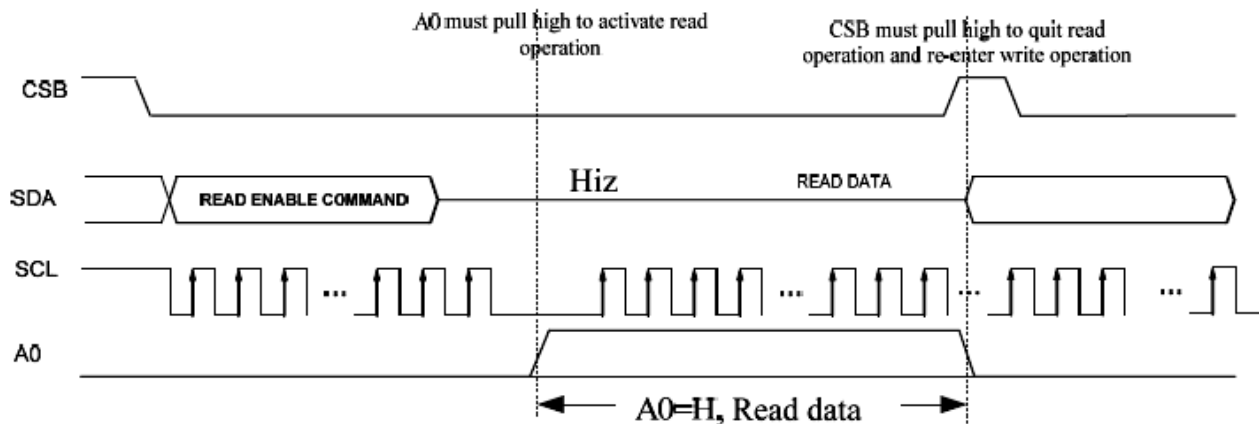 A0 must pull high to activate read
operation
CSB must pull high to quit read
operation and re-enter write operation
CSB
SDA
READ ENABLE COMMAND
Hiz
READ DATA
SCL
...
...
...
...
A0
A0=H, Read data